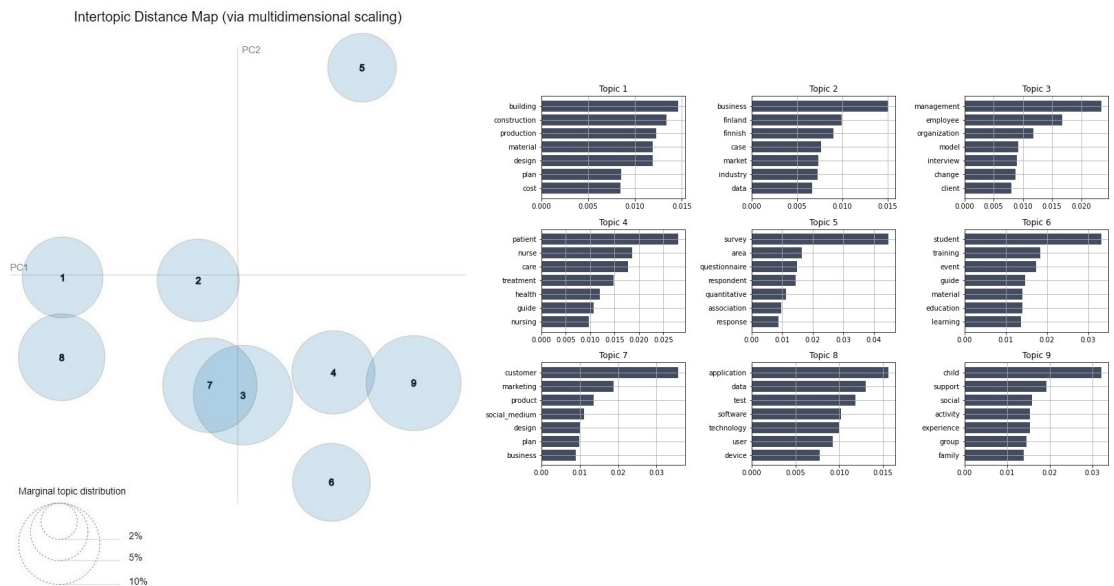 Intertopic Distance Map (via multidimensional scaling)
PC2
5
PC1
1
2
8
7
3
4
9
6
Marginal topic distribution
2%
5%
10%
Topic 1
building
construction
production
material
design
plan
cost
0.000 0.005 0.010 0.015
Topic 2
business
finland
finnish
case
market
industry
data
0.000 0.005 0.010 0.015
Topic 3
management
employee
organization
model
interview
change
client
0.000 0.005 0.010 0.015 0.020
Topic 4
patient
nurse
care
treatment
health
guide
nursing
0.000 0.005 0.010 0.015 0.020 0.025
Topic 5
survey
area
questionnaire
respondent
quantitative
association
response
0.00 0.01 0.02 0.03 0.04
Topic 6
student
training
event
guide
material
education
learning
0.00 0.01 0.02 0.03
Topic 7
customer
marketing
product
social_medium
design
plan
business
0.00 0.01 0.02 0.03
Topic 8
application
data
test
software
technology
user
device
0.000 0.005 0.010 0.015
Topic 9
child
support
social
activity
experience
group
family
0.00 0.01 0.02 0.03